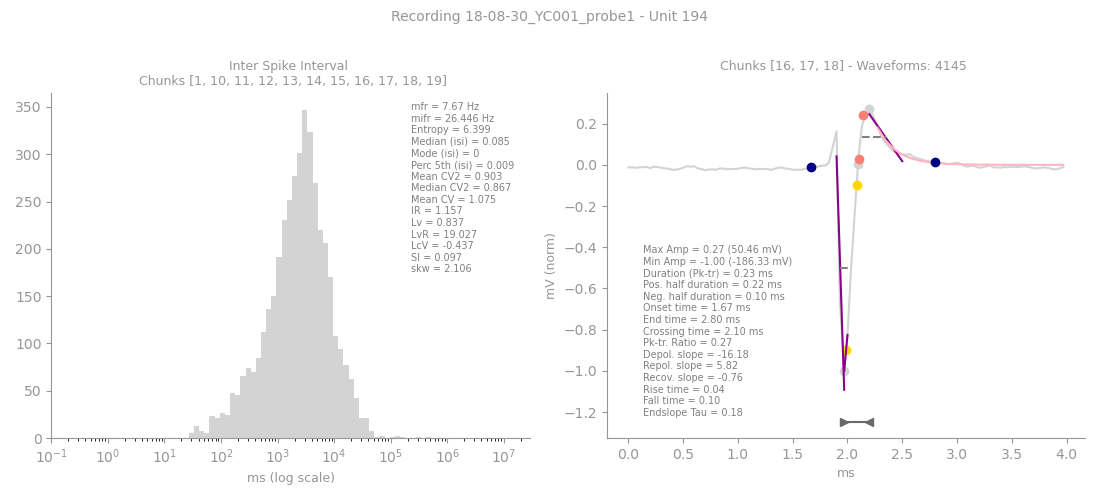 Recording 18-08-30_YC001_probe1 - Unit 194
Inter Spike Interval
Chunks [1, 10, 11, 12, 13, 14, 15, 16, 17, 18, 19]
350
300
250
200
150
100
50
0
mfr = 7.67 Hz
mifr = 26.446 Hz
Entropy = 6.399
Median (isi) = 0.085
Mode (isi) = 0
Perc 5th (isi) = 0.009
Mean CV2 = 0.903
Median CV2 = 0.867
Mean CV = 1.075
IR = 1.157
Lv = 0.837
LvR = 19.027
LcV = -0.437
SI = 0.097
skw = 2.106
10⁻¹ 10⁰ 10¹ 10² 10³ 10⁴ 10⁵ 10⁶ 10⁷
ms (log scale)
Chunks [16, 17, 18] - Waveforms: 4145
mV (norm)
0.2
0.0
−0.2
−0.4
−0.6
−0.8
−1.0
−1.2
Max Amp = 0.27 (50.46 mV)
Min Amp = -1.00 (-186.33 mV)
Duration (Pk-tr) = 0.23 ms
Pos. half duration = 0.22 ms
Neg. half duration = 0.10 ms
Onset time = 1.67 ms
End time = 2.80 ms
Crossing time = 2.10 ms
Pk-tr. Ratio = 0.27
Depol. slope = -16.18
Repol. slope = 5.82
Recov. slope = -0.76
Rise time = 0.04
Fall time = 0.10
Endslope Tau = 0.18
0.0 0.5 1.0 1.5 2.0 2.5 3.0 3.5 4.0
ms